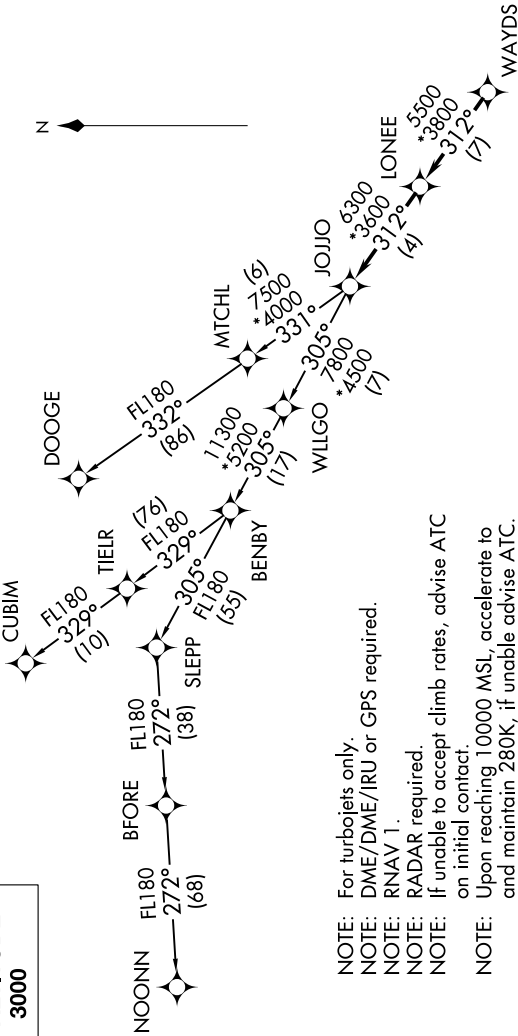 3000
N
WAYDS
5500
*3800
312°
(7)
LONEE
6300
*3600
312°
(4)
JOJJO
(6)
7500
*4000
331°
MTCHL
FL180
332°
(86)
DOOGE
305°
7800
*4500
(7)
WLLGO
11300
*5200
305°
(17)
BENBY
(76)
FL180
329°
TIELR
FL180
329°
(10)
CUBIM
305°
FL180
(55)
SLEPP
FL180
272°
(38)
BFORE
FL180
272°
(68)
NOONN
NOTE: For turbojets only.
NOTE: DME/DME/IRU or GPS required.
NOTE: RNAV 1.
NOTE: RADAR required.
NOTE: If unable to accept climb rates, advise ATC
on initial contact.
NOTE: Upon reaching 10000 MSL, accelerate to
and maintain 280K, if unable advise ATC.